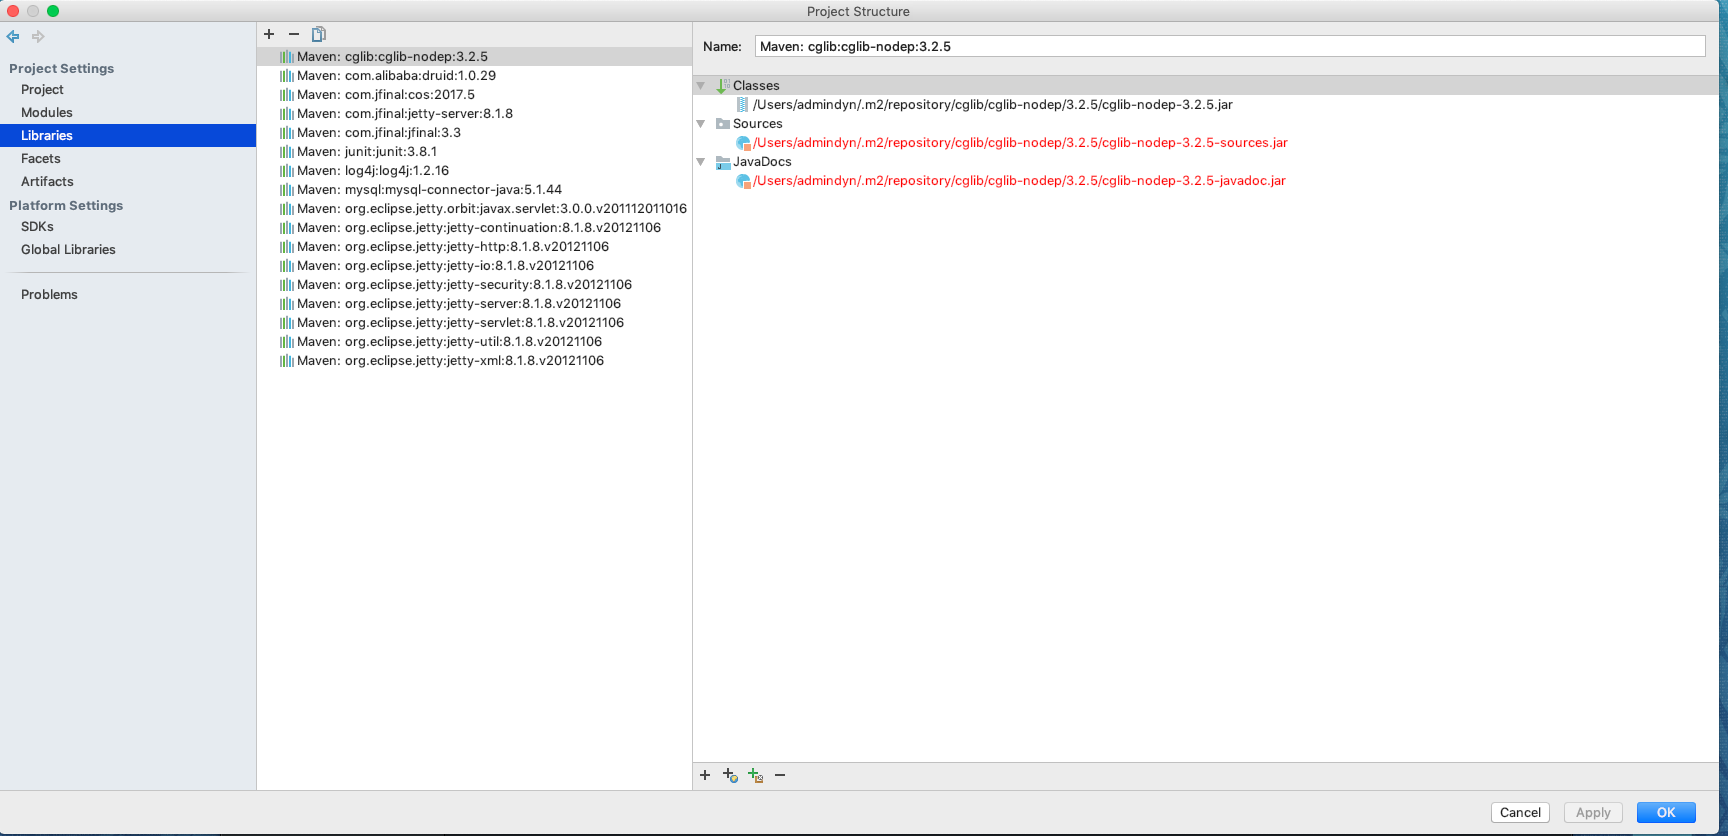 Project Structure
Project Settings
Project
Modules
Libraries
Facets
Artifacts
Platform Settings
SDKs
Global Libraries
Problems
Maven: cglib:cglib-nodep:3.2.5
Maven: com.alibaba:druid:1.0.29
Maven: com.jfinal:cos:2017.5
Maven: com.jfinal:jetty-server:8.1.8
Maven: com.jfinal:jfinal:3.3
Maven: junit:junit:3.8.1
Maven: log4j:log4j:1.2.16
Maven: mysql:mysql-connector-java:5.1.44
Maven: org.eclipse.jetty.orbit:javax.servlet:3.0.0.v201112011016
Maven: org.eclipse.jetty:jetty-continuation:8.1.8.v20121106
Maven: org.eclipse.jetty:jetty-http:8.1.8.v20121106
Maven: org.eclipse.jetty:jetty-io:8.1.8.v20121106
Maven: org.eclipse.jetty:jetty-security:8.1.8.v20121106
Maven: org.eclipse.jetty:jetty-server:8.1.8.v20121106
Maven: org.eclipse.jetty:jetty-servlet:8.1.8.v20121106
Maven: org.eclipse.jetty:jetty-util:8.1.8.v20121106
Maven: org.eclipse.jetty:jetty-xml:8.1.8.v20121106
Name: Maven: cglib:cglib-nodep:3.2.5
Classes
/Users/admindyn/.m2/repository/cglib/cglib-nodep/3.2.5/cglib-nodep-3.2.5.jar
Sources
/Users/admindyn/.m2/repository/cglib/cglib-nodep/3.2.5/cglib-nodep-3.2.5-sources.jar
JavaDocs
/Users/admindyn/.m2/repository/cglib/cglib-nodep/3.2.5/cglib-nodep-3.2.5-javadoc.jar
Cancel Apply OK